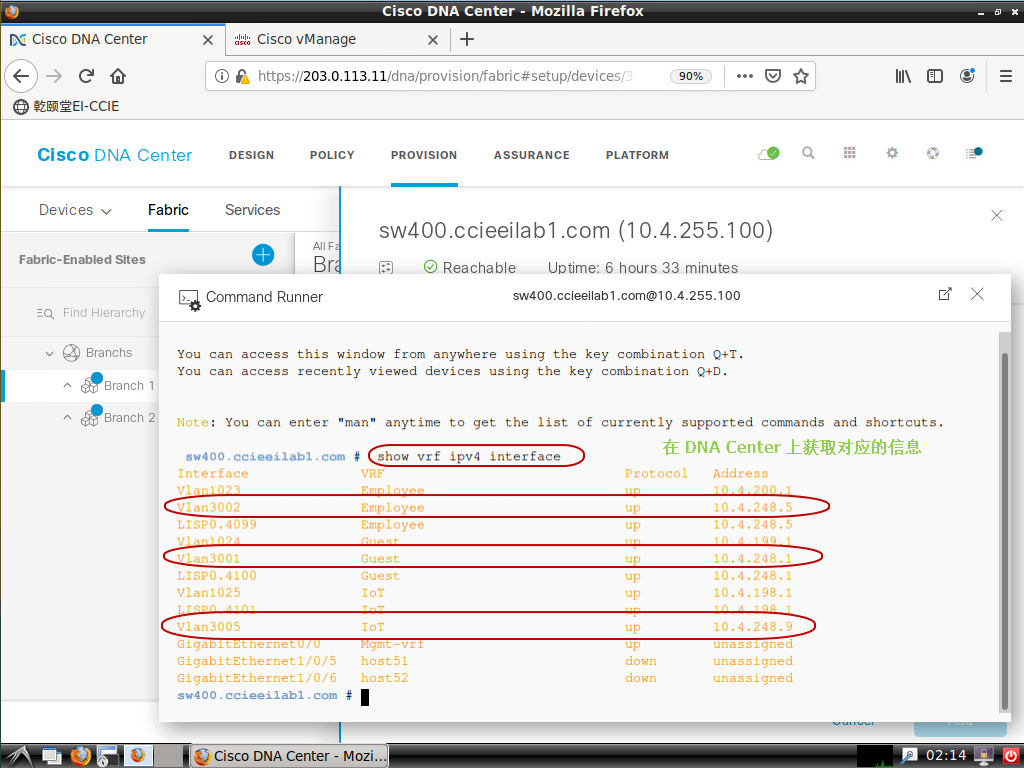 Cisco DNA Center - Mozilla Firefox
Cisco DNA Center
Cisco vManage
https://203.0.113.11/dna/provision/fabric#setup/devices/3
90%
乾颐堂EI-CCIE
Cisco DNA Center
DESIGN
POLICY
PROVISION
ASSURANCE
PLATFORM
Devices
Fabric
Services
sw400.ccieeilab1.com (10.4.255.100)
Fabric-Enabled Sites
All Fa
Bra
Reachable
Uptime: 6 hours 33 minutes
Find Hierarchy
Branchs
Branch 1
Branch 2
Command Runner
sw400.ccieeilab1.com@10.4.255.100
You can access this window from anywhere using the key combination Q+T.
You can access recently viewed devices using the key combination Q+D.
Note: You can enter "man" anytime to get the list of currently supported commands and shortcuts.
在 DNA Center 上获取对应的信息
sw400.ccieeilab1.com # show vrf ipv4 interface
Interface VRF Protocol Address
Vlan1023 Employee up 10.4.200.1
Vlan3002 Employee up 10.4.248.5
LISP0.4099 Employee up 10.4.248.5
Vlan1024 Guest up 10.4.199.1
Vlan3001 Guest up 10.4.248.1
LISP0.4100 Guest up 10.4.248.1
Vlan1025 IoT up 10.4.198.1
LISP0.4101 IoT up 10.4.198.1
Vlan3005 IoT up 10.4.248.9
GigabitEthernet0/0 Mgmt-vrf up unassigned
GigabitEthernet1/0/5 host51 down unassigned
GigabitEthernet1/0/6 host52 down unassigned
sw400.ccieeilab1.com #
Cancel
Add
Cisco DNA Center - Mozi...
02:14